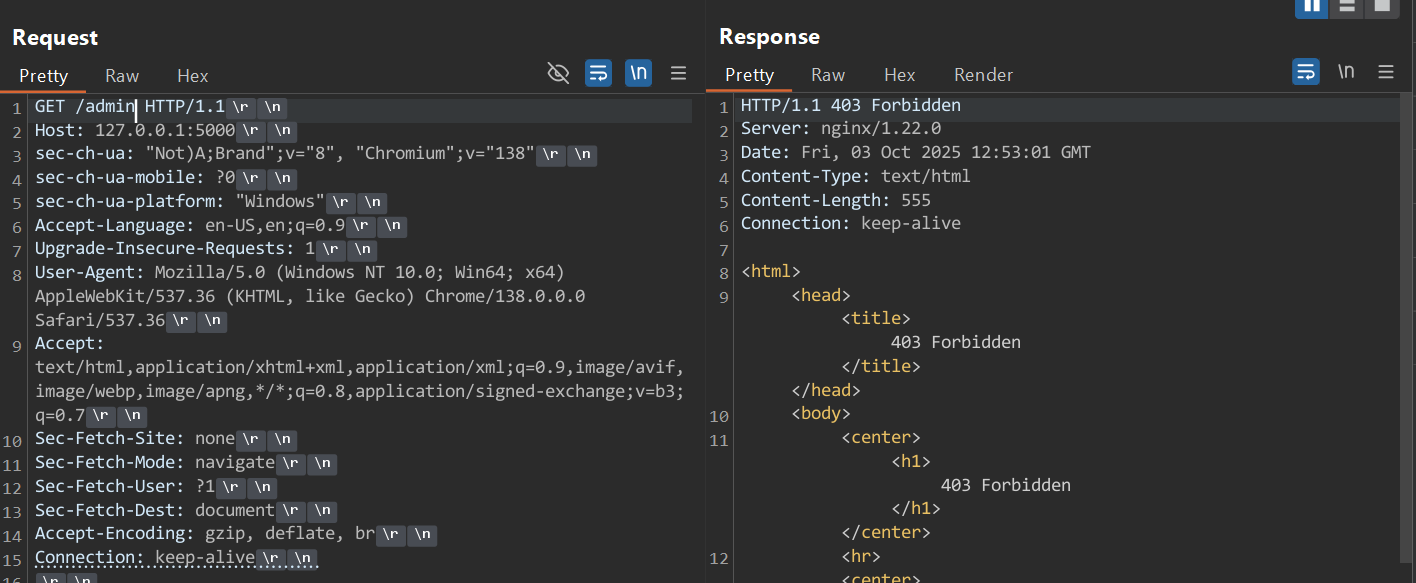 Request
Pretty Raw Hex
\n
1 GET /admin HTTP/1.1 \r \n
2 Host: 127.0.0.1:5000 \r \n
3 sec-ch-ua: "Not)A;Brand";v="8", "Chromium";v="138" \r \n
4 sec-ch-ua-mobile: ?0 \r \n
5 sec-ch-ua-platform: "Windows" \r \n
6 Accept-Language: en-US,en;q=0.9 \r \n
7 Upgrade-Insecure-Requests: 1 \r \n
8 User-Agent: Mozilla/5.0 (Windows NT 10.0; Win64; x64)
AppleWebKit/537.36 (KHTML, like Gecko) Chrome/138.0.0.0
Safari/537.36 \r \n
9 Accept:
text/html,application/xhtml+xml,application/xml;q=0.9,image/avif,
image/webp,image/apng,*/*;q=0.8,application/signed-exchange;v=b3;
q=0.7 \r \n
10 Sec-Fetch-Site: none \r \n
11 Sec-Fetch-Mode: navigate \r \n
12 Sec-Fetch-User: ?1 \r \n
13 Sec-Fetch-Dest: document \r \n
14 Accept-Encoding: gzip, deflate, br \r \n
15 Connection: keep-alive \r \n
16 \r \n
Response
Pretty Raw Hex Render
\n
1 HTTP/1.1 403 Forbidden
2 Server: nginx/1.22.0
3 Date: Fri, 03 Oct 2025 12:53:01 GMT
4 Content-Type: text/html
5 Content-Length: 555
6 Connection: keep-alive
7
8 <html>
9 <head>
<title>
403 Forbidden
</title>
</head>
10 <body>
11 <center>
<h1>
403 Forbidden
</h1>
</center>
12 <hr>
<center>